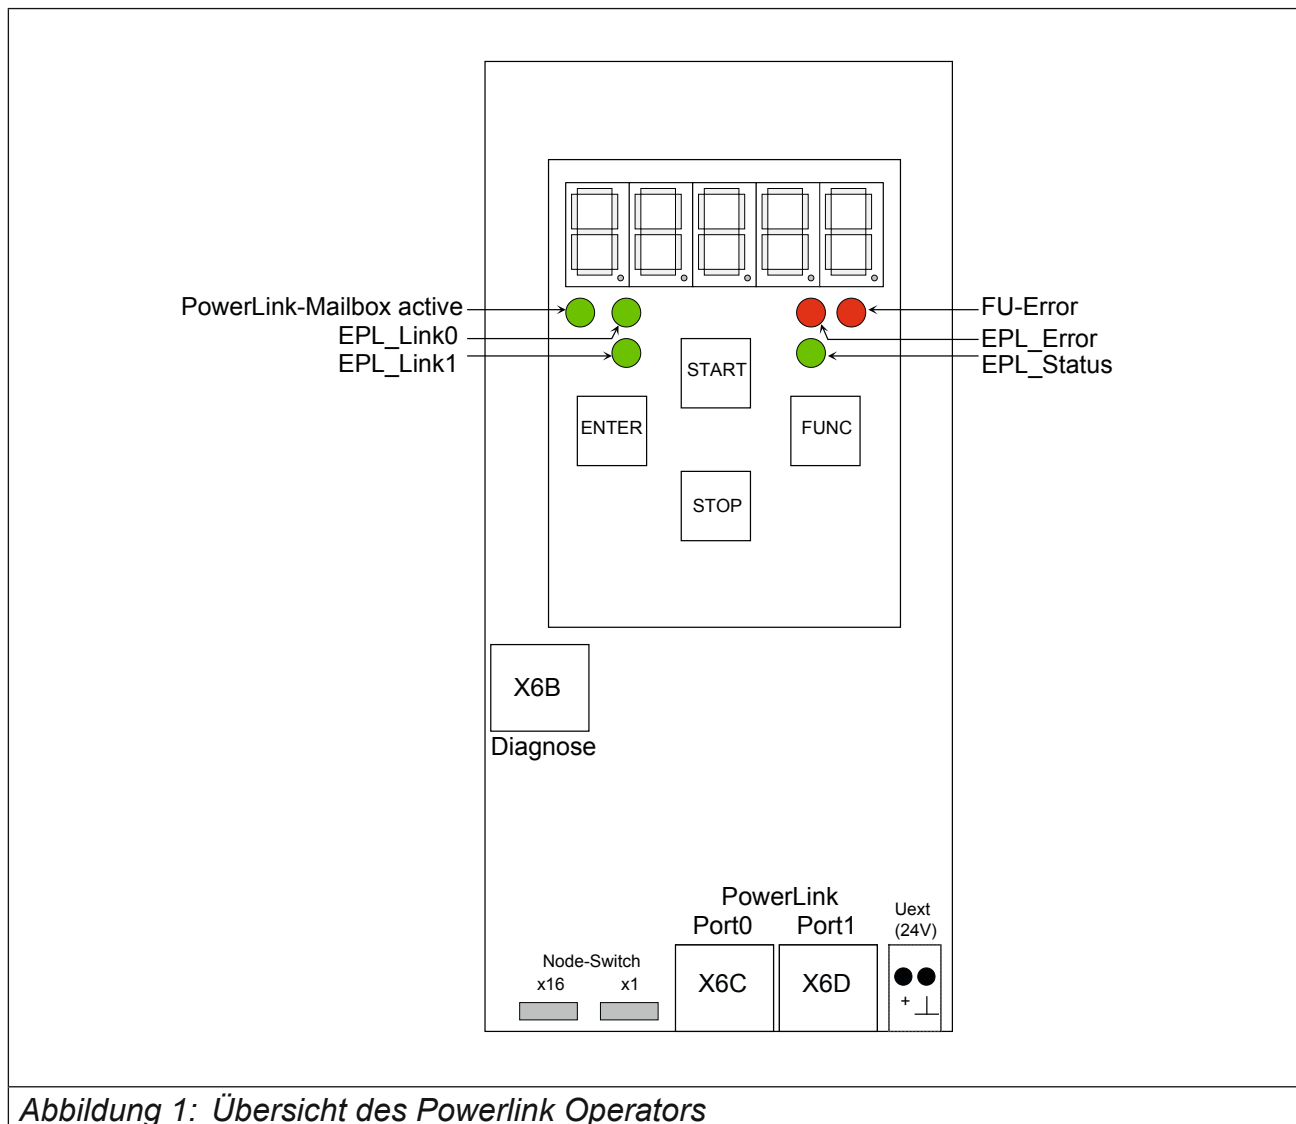 PowerLink-Mailbox active
EPL_Link0
EPL_Link1
FU-Error
EPL_Error
EPL_Status
START
ENTER
FUNC
STOP
X6B
Diagnose
PowerLink
Port0 Port1
Uext
(24V)
Node-Switch
x16 x1
X6C
X6D
+
Abbildung 1: Übersicht des Powerlink Operators